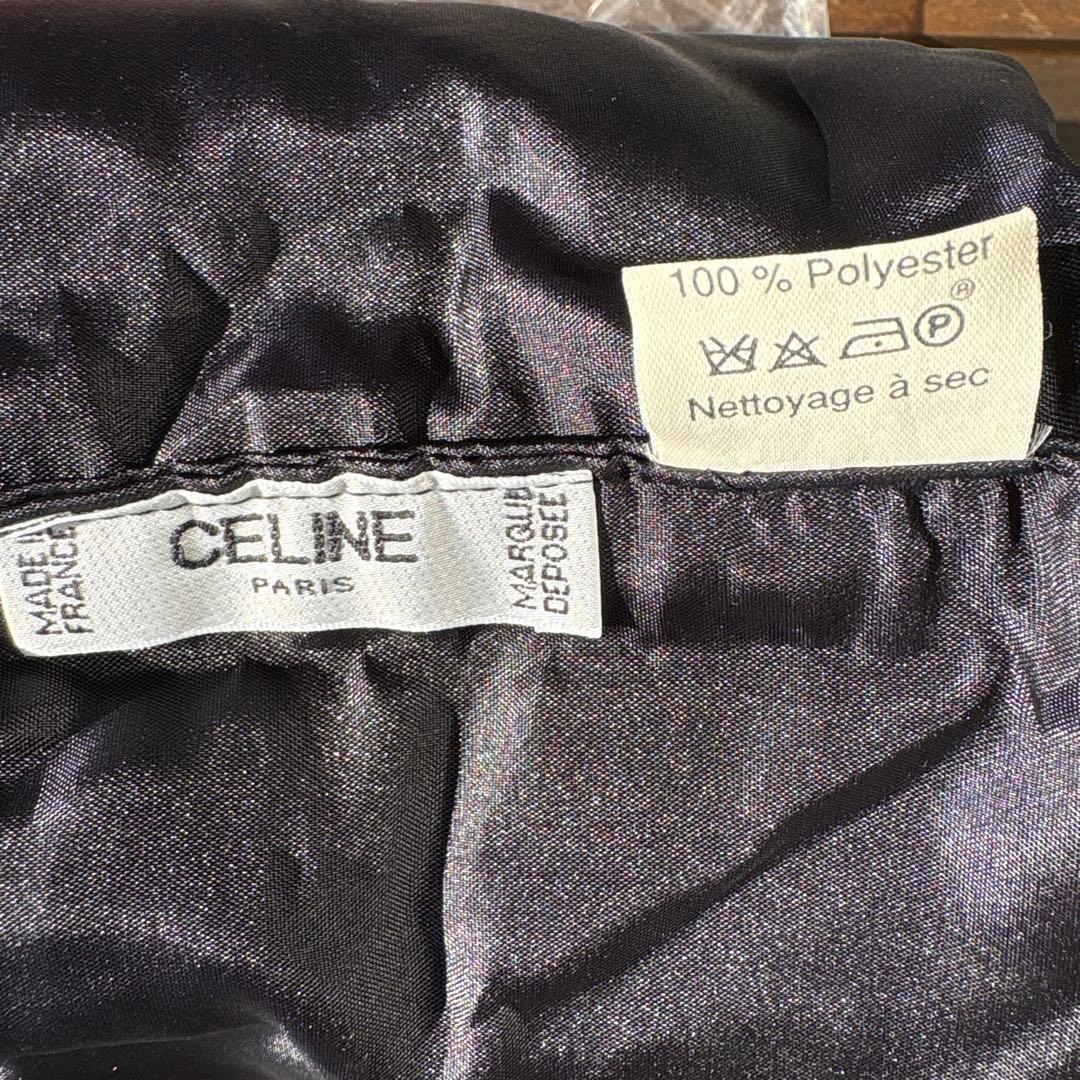 100 % Polyester
P
®
Nettoyage à sec
MADE IN
FRANCE
CELINE
PARIS
MARQUE
DEPOSEE